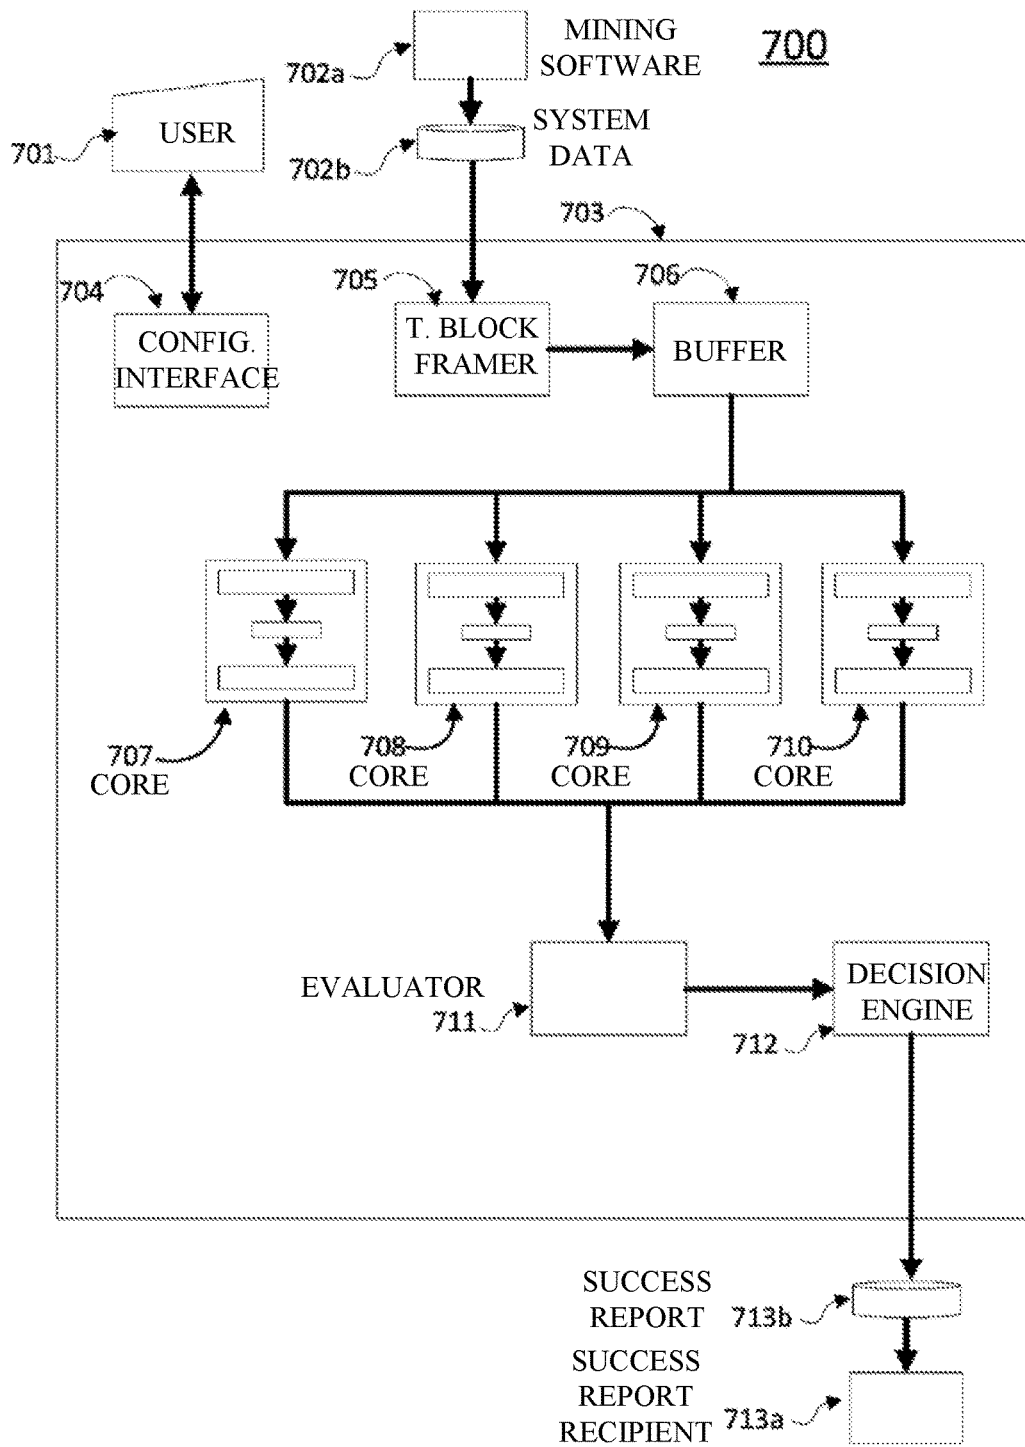 700
MINING
SOFTWARE
702a
USER
701
SYSTEM
DATA
702b
703
704
CONFIG.
INTERFACE
705
T. BLOCK
FRAMER
706
BUFFER
707
CORE
708
CORE
709
CORE
710
CORE
EVALUATOR
711
DECISION
ENGINE
712
SUCCESS
REPORT
713b
SUCCESS
REPORT
RECIPIENT
713a